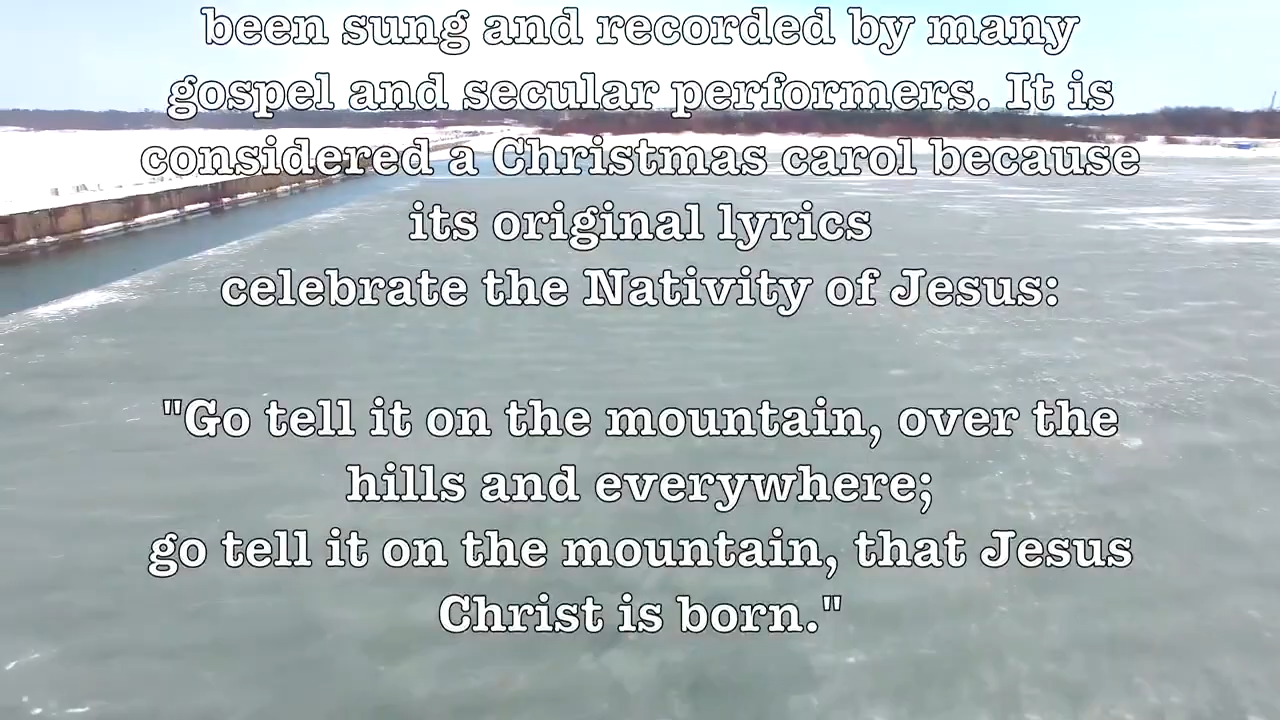 been sung and recorded by many
gospel and secular performers. It is
considered a Christmas carol because
its original lyrics
celebrate the Nativity of Jesus:
"Go tell it on the mountain, over the
hills and everywhere;
go tell it on the mountain, that Jesus
Christ is born."